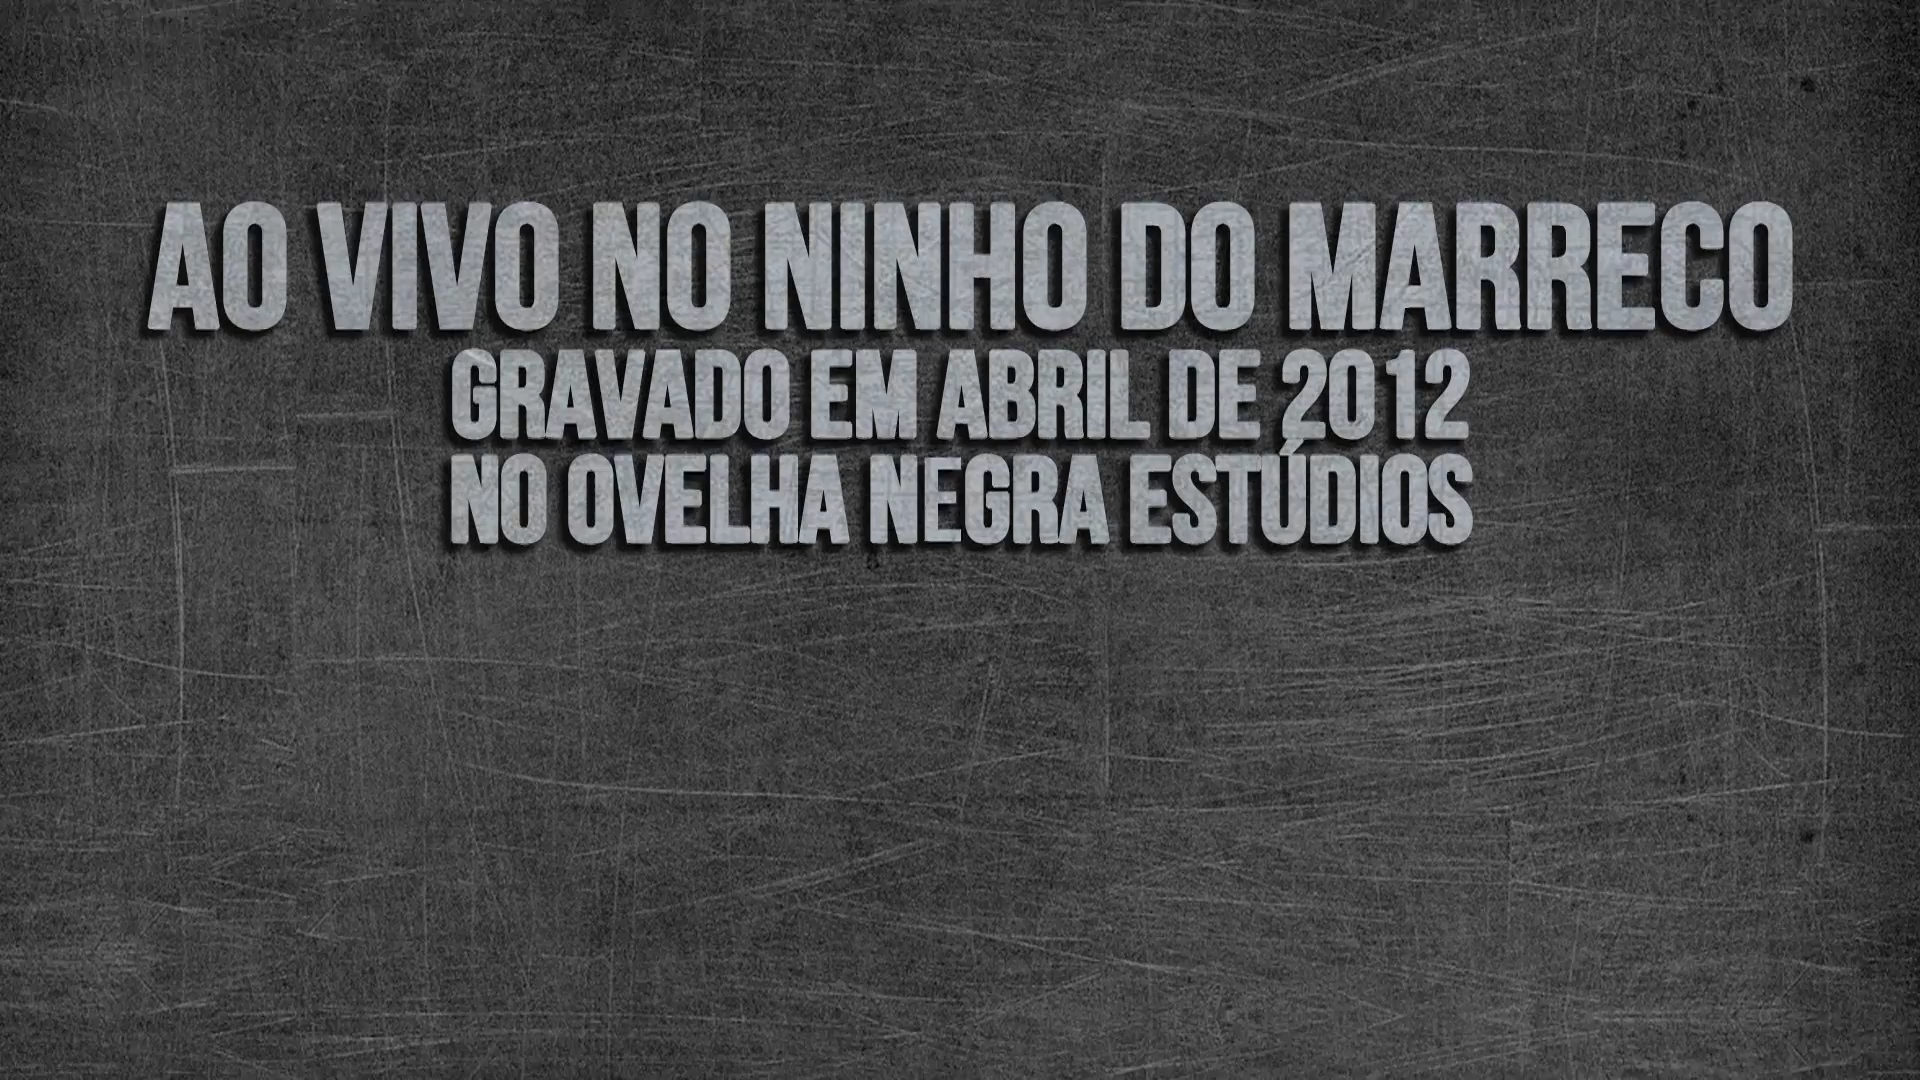 AO VIVO NO NINHO DO MARRECO
GRAVADO EM ABRIL DE 2012
NO OVELHA NEGRA ESTÚDIOS